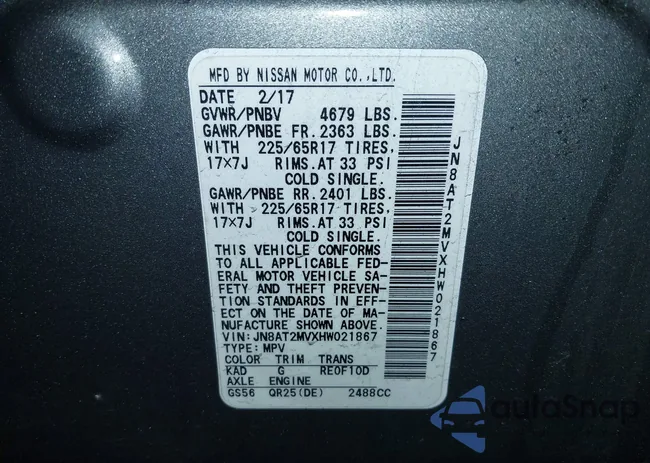 MFD BY NISSAN MOTOR CO.,LTD.
DATE 2/17
GVWR/PNBV 4679 LBS.
GAWR/PNBE FR. 2363 LBS.
WITH 225/65R17 TIRES,
17×7J RIMS.AT 33 PSI
COLD SINGLE.
GAWR/PNBE RR. 2401 LBS.
WITH 225/65R17 TIRES,
17×7J RIMS.AT 33 PSI
COLD SINGLE.
THIS VEHICLE CONFORMS
TO ALL APPLICABLE FED-
ERAL MOTOR VEHICLE SA-
FETY AND THEFT PREVEN-
TION STANDARDS IN EFF-
ECT ON THE DATE OF MA-
NUFACTURE SHOWN ABOVE.
VIN: JN8AT2MVXHW021867
TYPE: MPV
COLOR TRIM TRANS
KAD G RE0F10D
AXLE ENGINE
GS56 QR25(DE) 2488CC
JN8AT2MVXHW021867
autoSnap